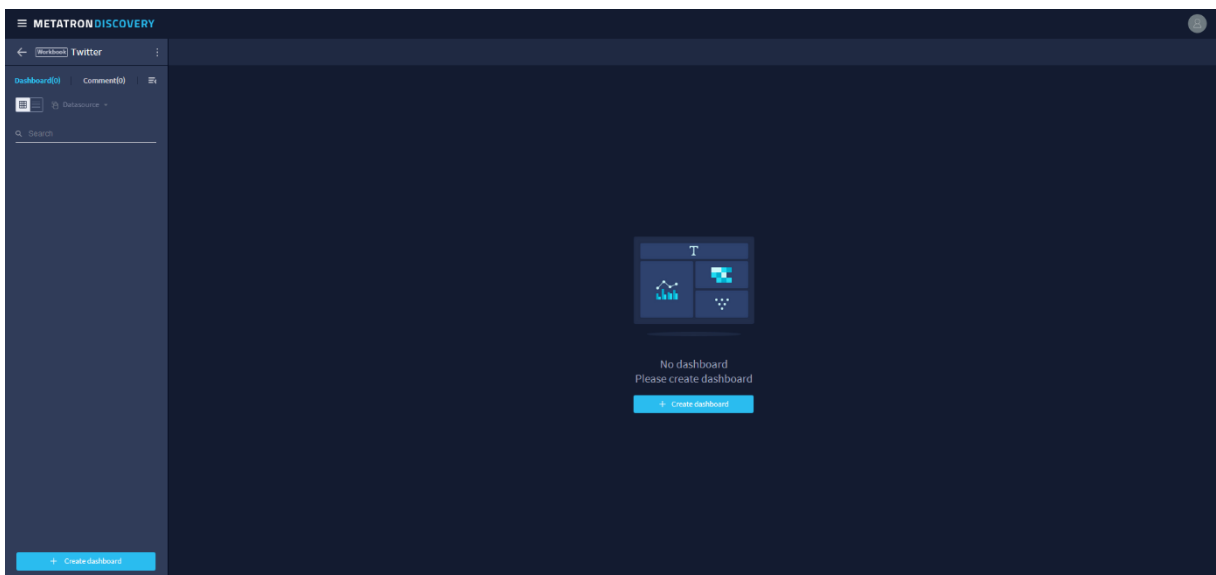 METATRON DISCOVERY
Workbook Twitter
Dashboard(0) Comment(0)
Datasource
Search
T
No dashboard
Please create dashboard
+ Create dashboard
+ Create dashboard